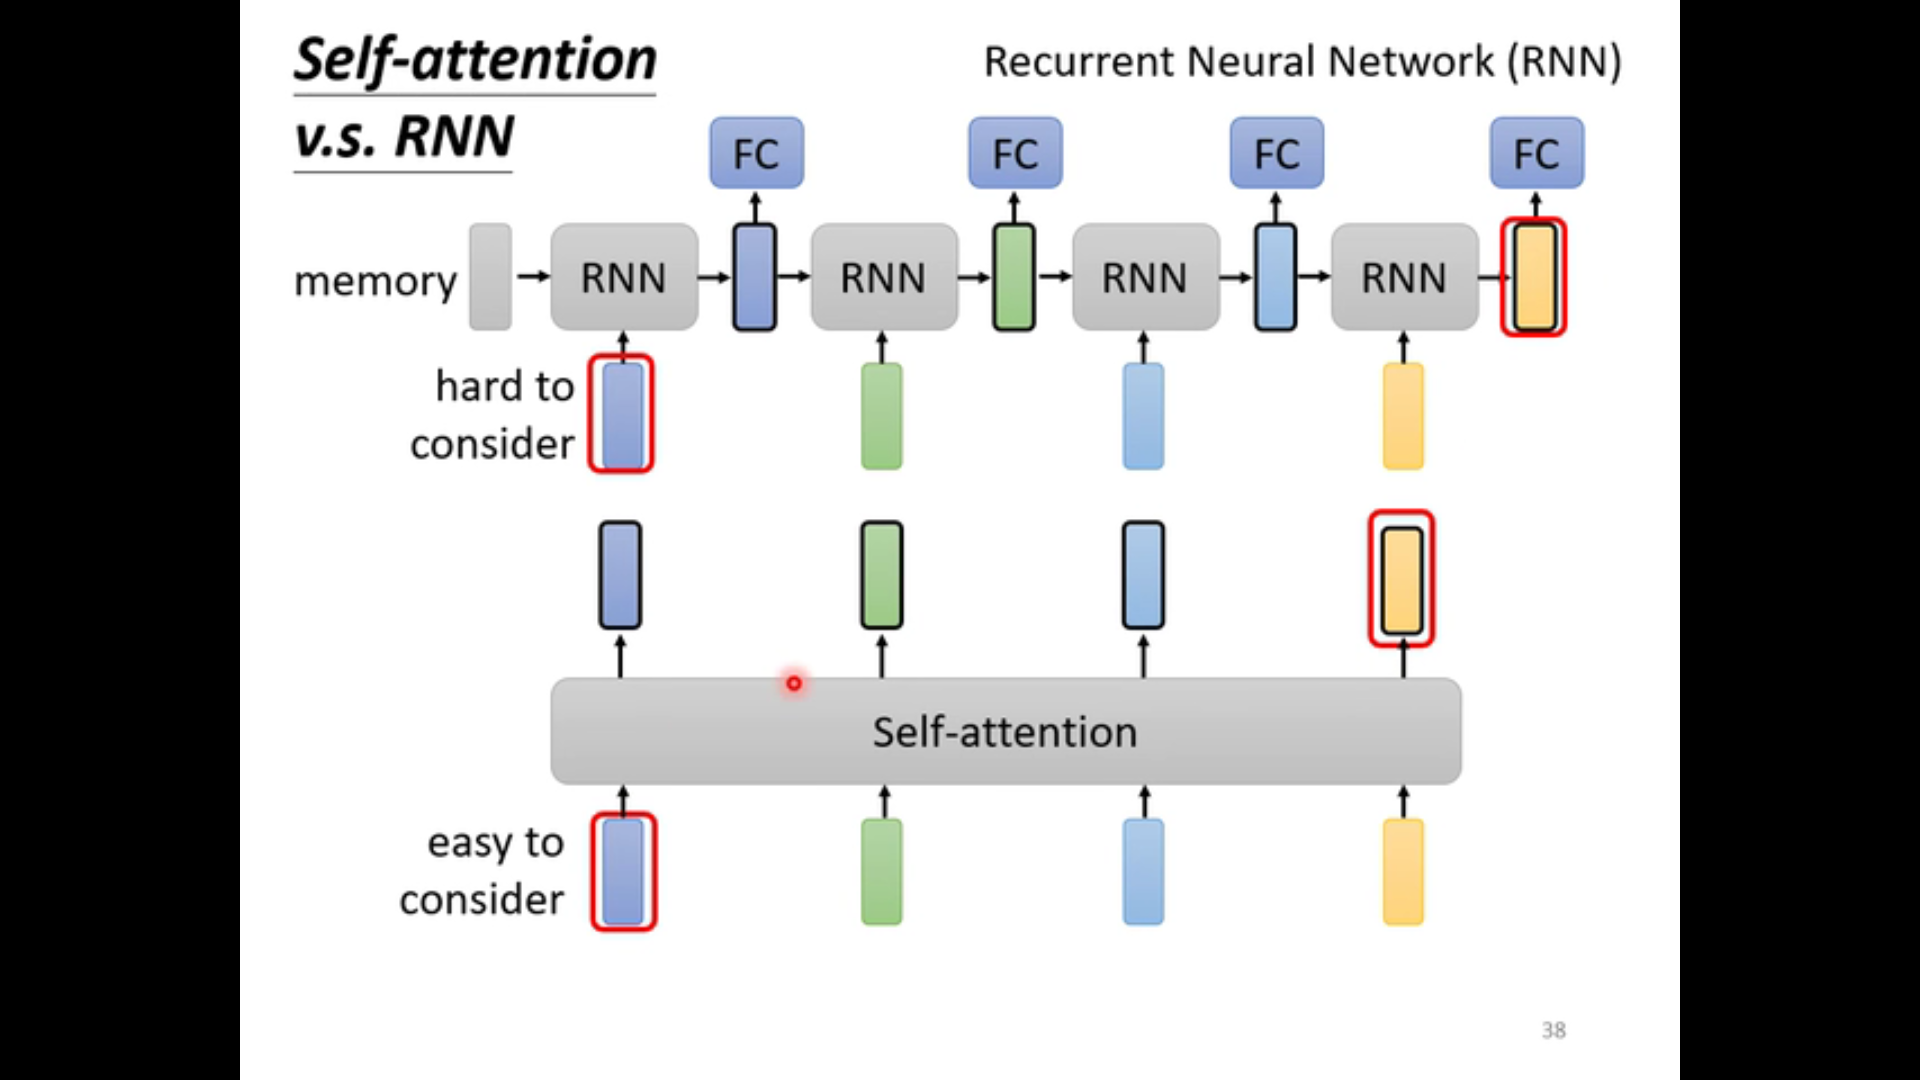 Self-attention
v.s. RNN
Recurrent Neural Network (RNN)
FC
FC
FC
FC
memory
RNN
RNN
RNN
RNN
hard to
consider
Self-attention
easy to
consider
38